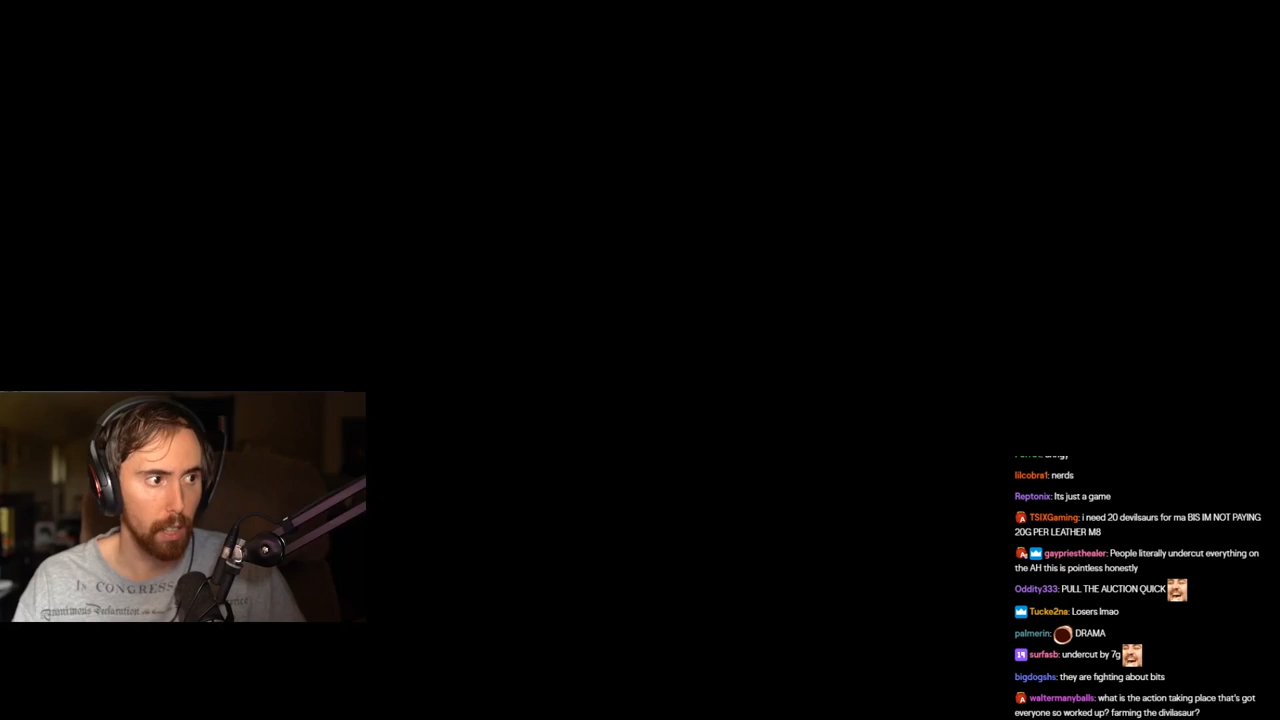 IN CONGRESS
Unanimous Declaration
lilcobra1: nerds
Reptonix: Its just a game
TSIXGaming: i need 20 devilsaurs for ma BIS IM NOT PAYING
20G PER LEATHER M8
gaypriesthealer: People literally undercut everything on
the AH this is pointless honestly
Oddity333: PULL THE AUCTION QUICK
Tucke2na: Losers lmao
palmerin: DRAMA
surfasb: undercut by 7g
bigdogshs: they are fighting about bits
waltermanyballs: what is the action taking place that's got
everyone so worked up? farming the divilasaur?